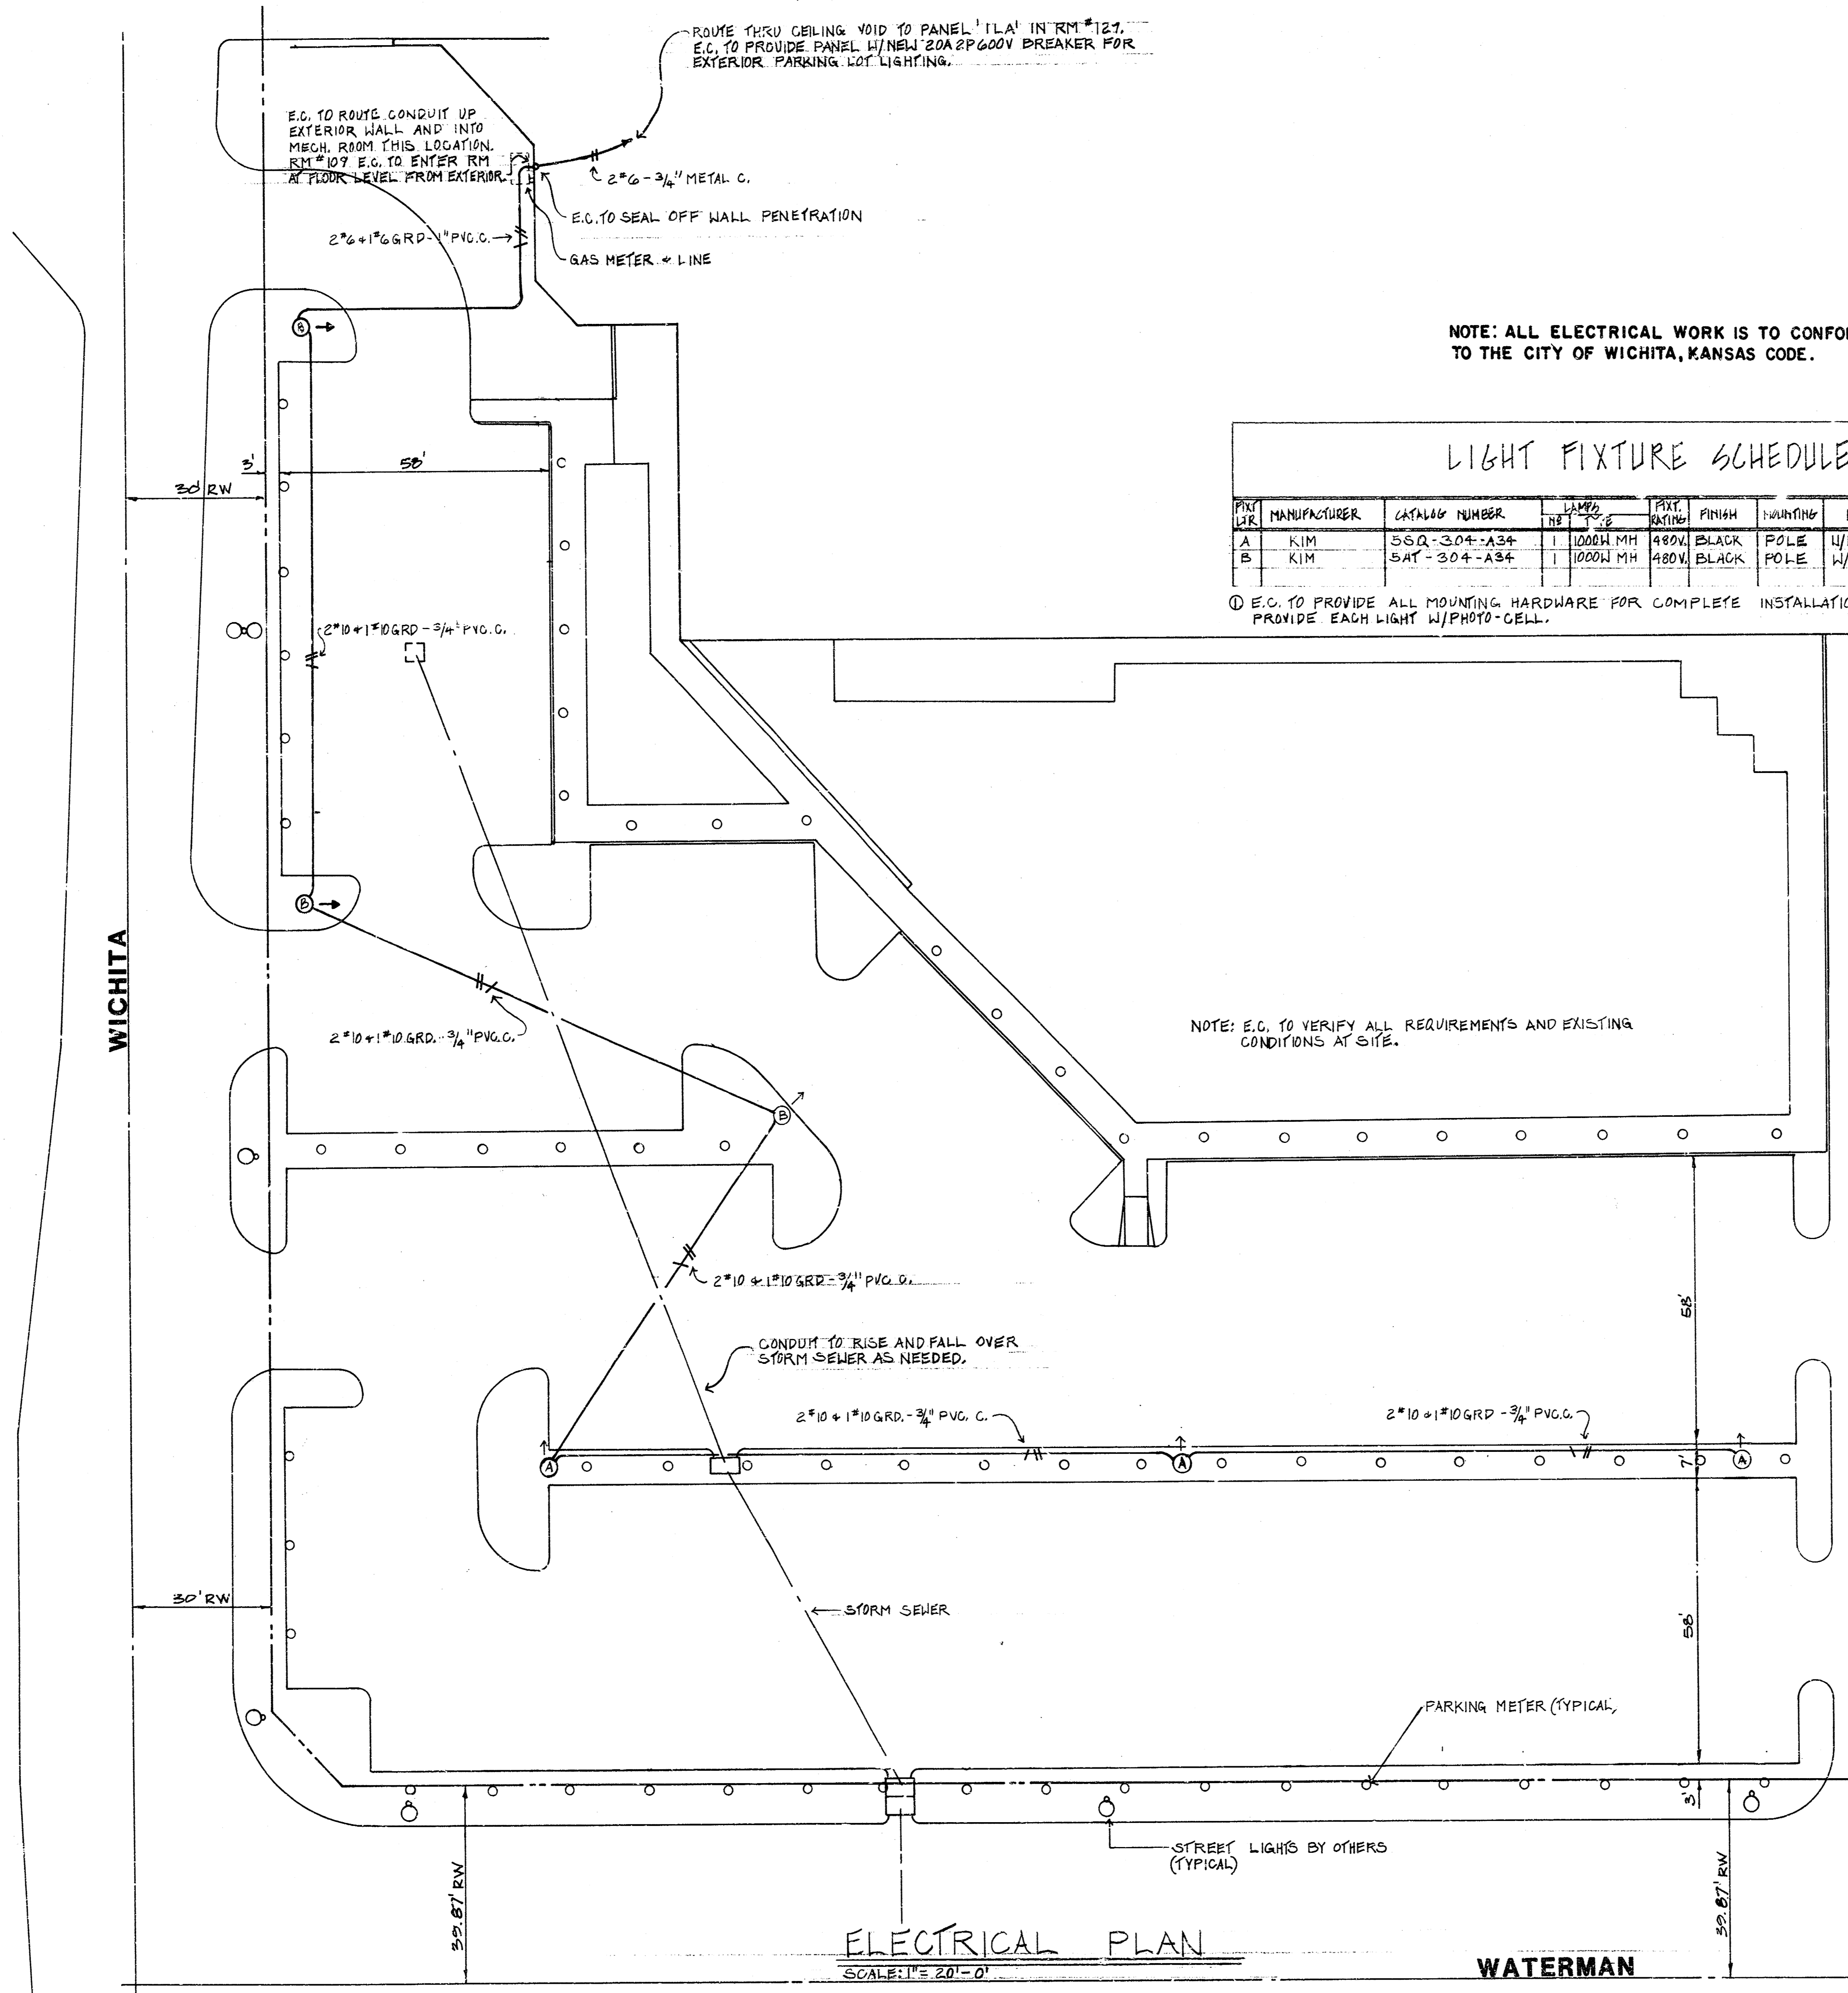 ROUTE THRU CEILING VOID TO PANEL '1LA' IN RM #127.
E.C. TO PROVIDE PANEL W/NEW 20A 2P 600V BREAKER FOR
EXTERIOR PARKING LOT LIGHTING.
E.C. TO ROUTE CONDUIT UP
EXTERIOR WALL AND INTO
MECH. ROOM THIS LOCATION.
RM #109 E.C. TO ENTER RM
AT FLOOR LEVEL FROM EXTERIOR.
2#6 - 3/4" METAL C.
E.C. TO SEAL OFF WALL PENETRATION
2#6 & 1#6 GRD - 1" PVC. C.
GAS METER & LINE
B
NOTE: ALL ELECTRICAL WORK IS TO CONFO
TO THE CITY OF WICHITA, KANSAS CODE.
LIGHT FIXTURE SCHEDULE
FIXT LTR. MANUFACTURER CATALOG NUMBER LAMPS Nº TYPE FIXT. RATING FINISH MOUNTING
A KIM 5SQ-304-A34 1 1000W MH 480V. BLACK POLE W/
B KIM 5AT-304-A34 1 1000W MH 480V. BLACK POLE W/
① E.C. TO PROVIDE ALL MOUNTING HARDWARE FOR COMPLETE INSTALLATIO
PROVIDE EACH LIGHT W/PHOTO-CELL.
3'
58'
30' RW
2#10 & 1#10 GRD - 3/4" PVC. C.
B
WICHITA
2#10 & 1#10 GRD. - 3/4" PVC. C.
NOTE: E.C. TO VERIFY ALL REQUIREMENTS AND EXISTING
CONDITIONS AT SITE.
B
2#10 & 1#10 GRD - 3/4" PVC. C.
58'
CONDUIT TO RISE AND FALL OVER
STORM SEWER AS NEEDED.
2#10 & 1#10 GRD. - 3/4" PVC. C.
2#10 & 1#10 GRD - 3/4" PVC. C.
A
A
7'
A
30' RW
STORM SEWER
58'
PARKING METER (TYPICAL)
3'
STREET LIGHTS BY OTHERS
(TYPICAL)
39.87' RW
39.87' RW
ELECTRICAL PLAN
SCALE: 1" = 20'-0"
WATERMAN